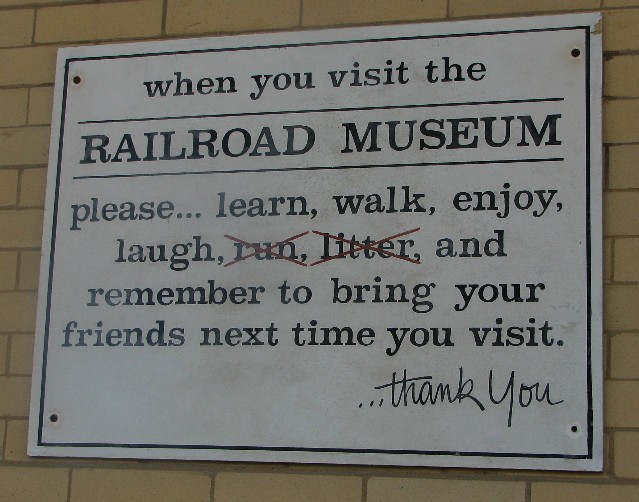 when you visit the
RAILROAD MUSEUM
please... learn, walk, enjoy,
laugh, run, litter, and
remember to bring your
friends next time you visit.
...thank You